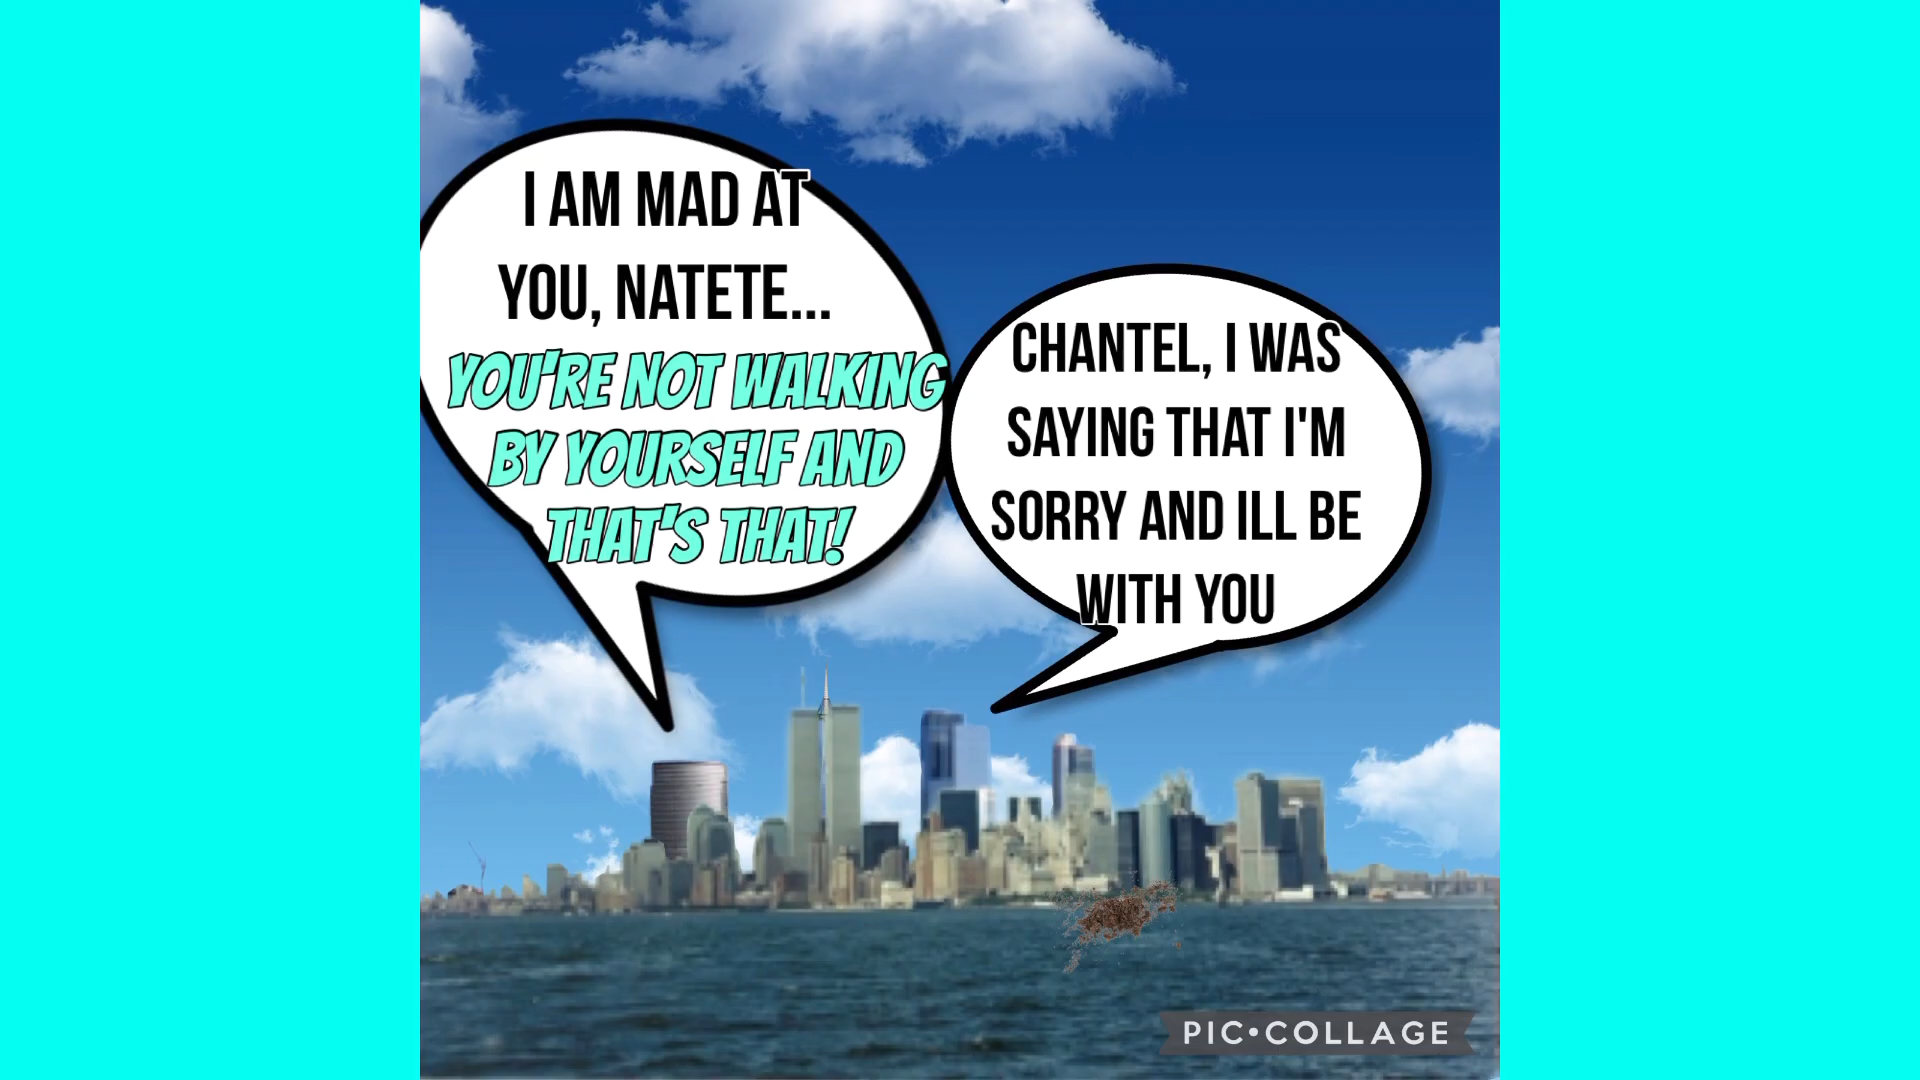 I AM MAD AT
YOU, NATETE...
YOU'RE NOT WALKING
BY YOURSELF AND
THAT'S THAT!
CHANTEL, I WAS
SAYING THAT I'M
SORRY AND ILL BE
WITH YOU
PIC•COLLAGE